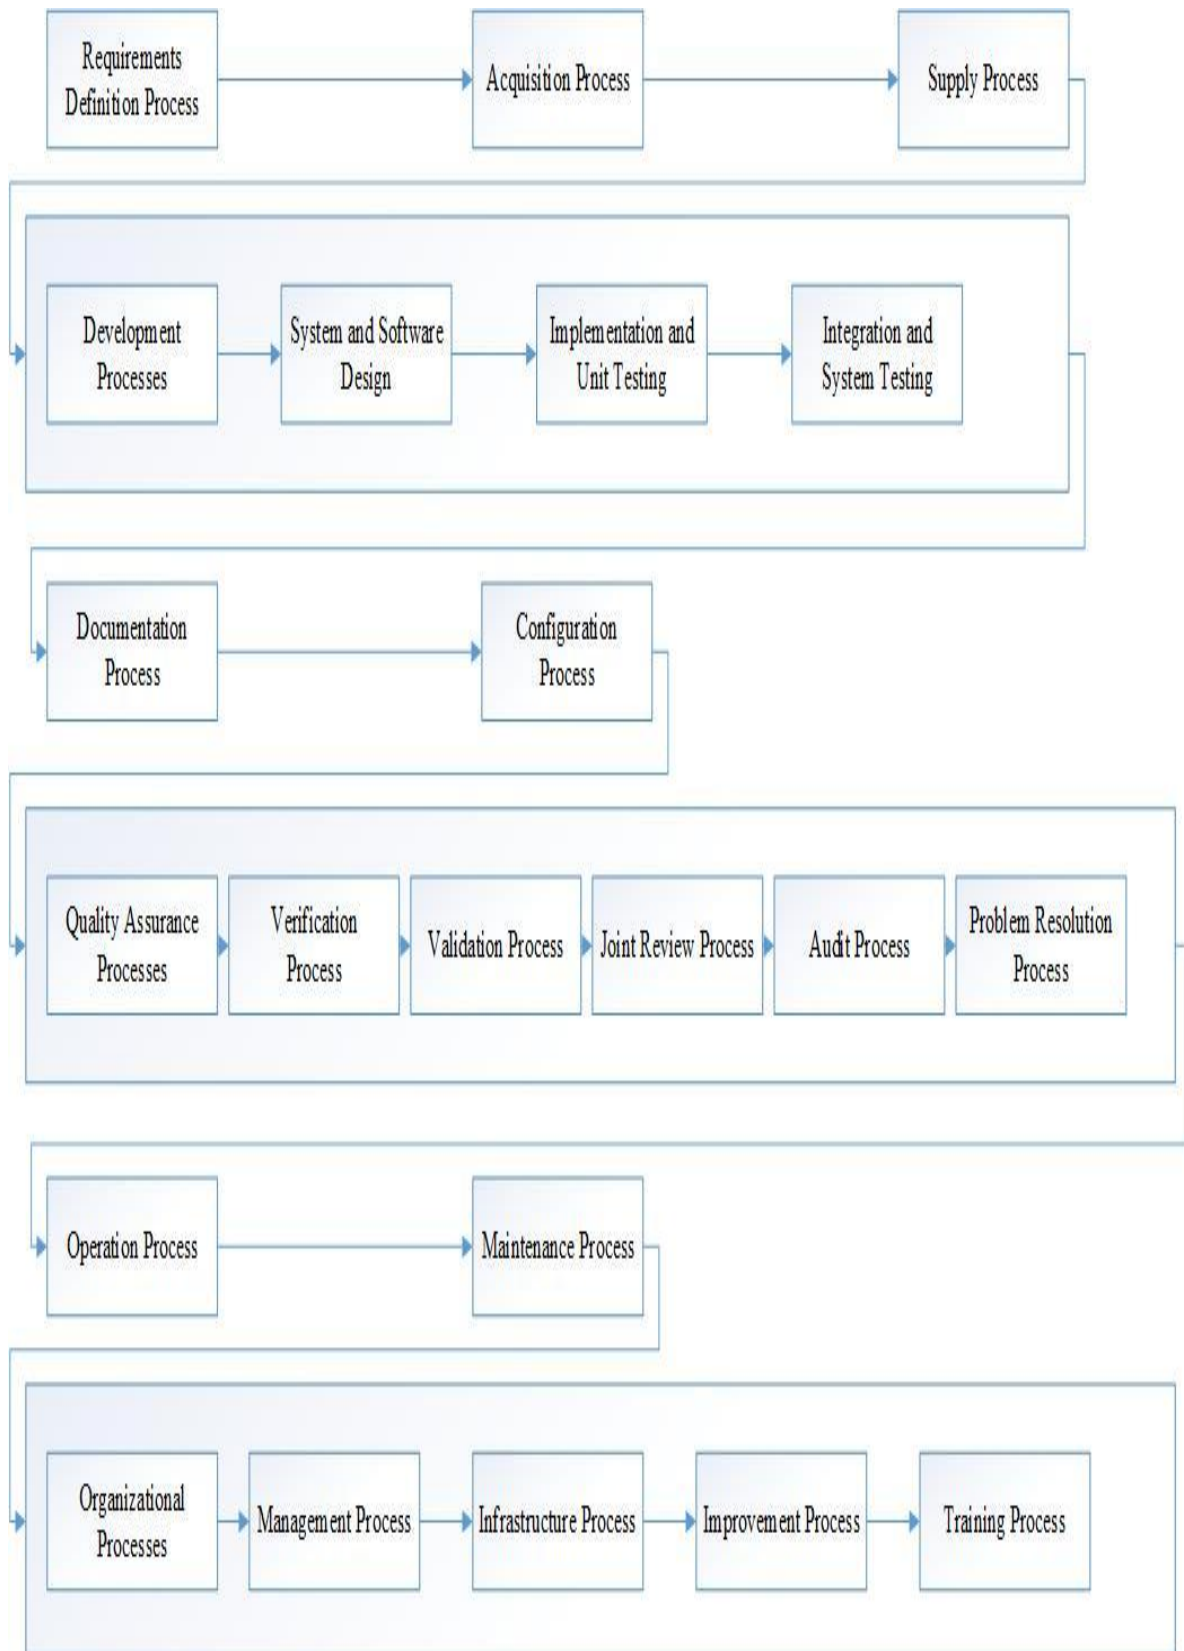 Requirements
Definition Process
Acquisition Process
Supply Process
Development
Processes
System and Software
Design
Implementation and
Unit Testing
Integration and
System Testing
Documentation
Process
Configuration
Process
Quality Assurance
Processes
Verification
Process
Validation Process
Joint Review Process
Audit Process
Problem Resolution
Process
Operation Process
Maintenance Process
Organizational
Processes
Management Process
Infrastructure Process
Improvement Process
Training Process